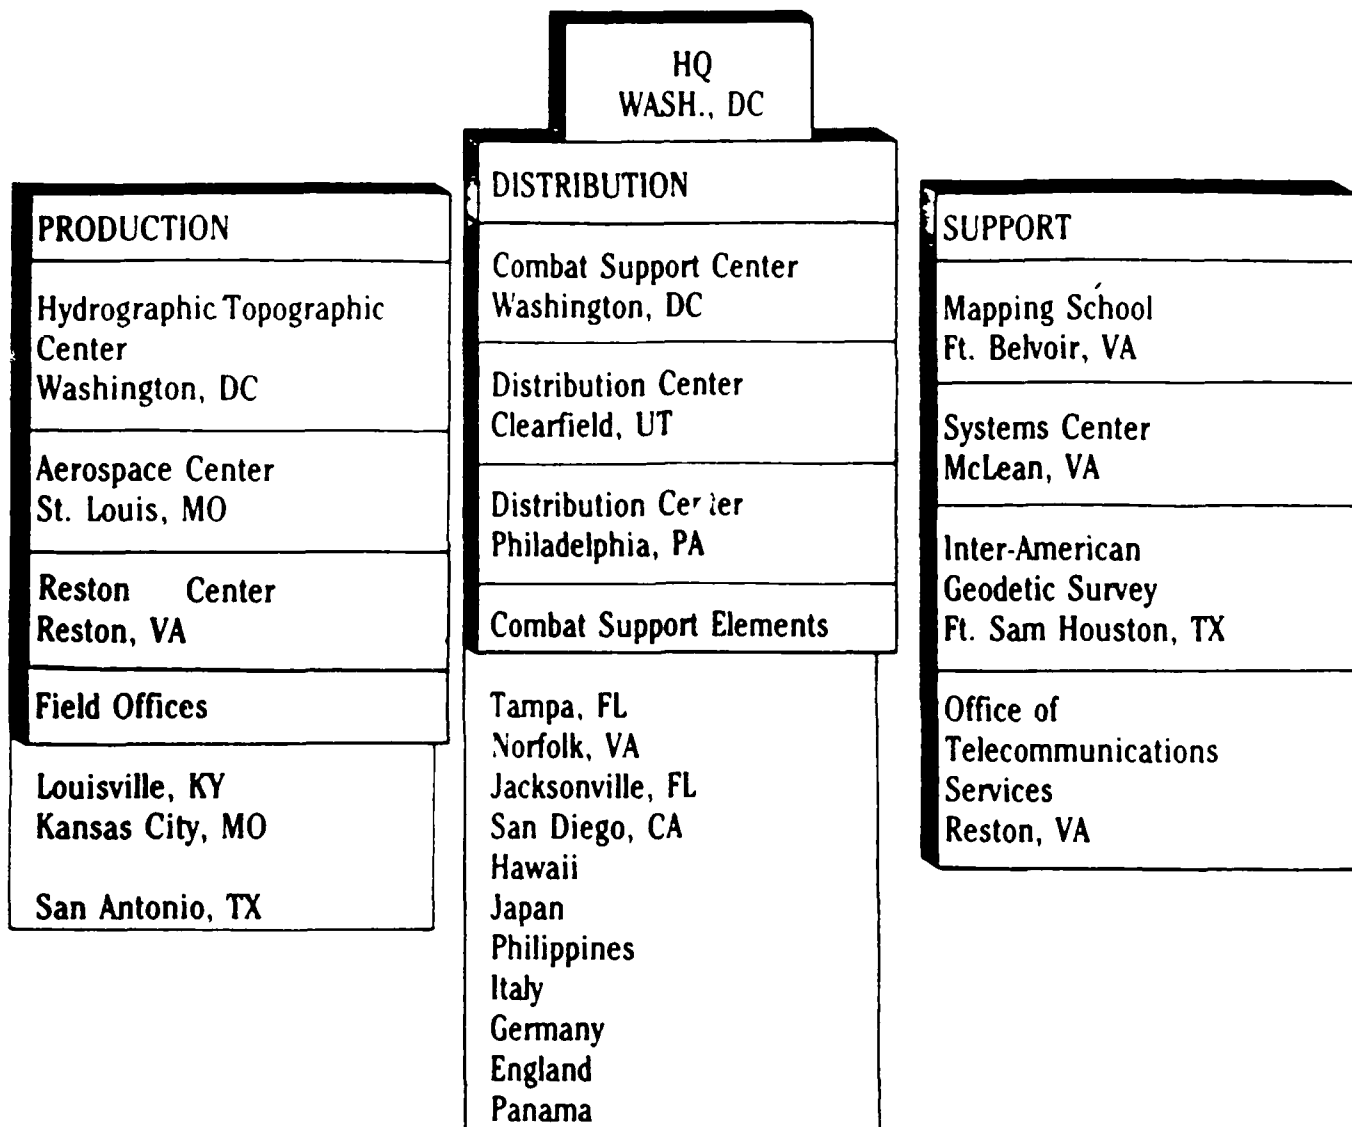 HQ
WASH., DC
PRODUCTION
Hydrographic Topographic
Center
Washington, DC
Aerospace Center
St. Louis, MO
Reston Center
Reston, VA
Field Offices
Louisville, KY
Kansas City, MO
San Antonio, TX
DISTRIBUTION
Combat Support Center
Washington, DC
Distribution Center
Clearfield, UT
Distribution Center
Philadelphia, PA
Combat Support Elements
Tampa, FL
Norfolk, VA
Jacksonville, FL
San Diego, CA
Hawaii
Japan
Philippines
Italy
Germany
England
Panama
SUPPORT
Mapping School
Ft. Belvoir, VA
Systems Center
McLean, VA
Inter-American
Geodetic Survey
Ft. Sam Houston, TX
Office of
Telecommunications
Services
Reston, VA